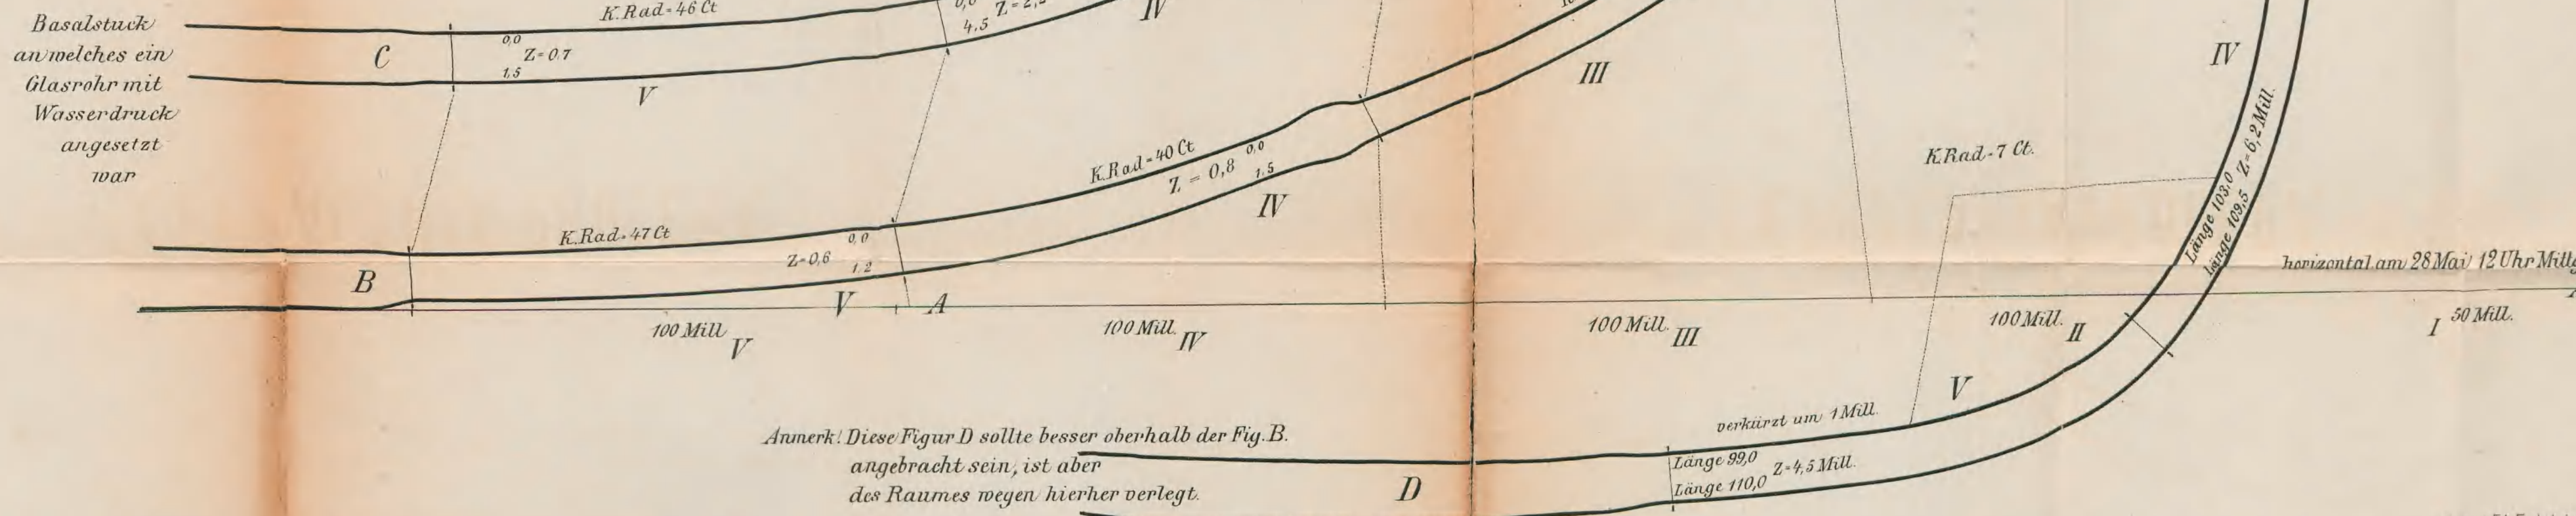 Basalstück
an welches ein
Glasrohr mit
Wasserdruck
angesetzt
war
C
K.Rad=46 Ct
0,0
Z=0.7
1,5
V
0,0
4,5
IV
K.Rad=40 Ct
Z=0,8
0,0
1,5
IV
III
B
K.Rad=47 Ct
0,0
Z=0,6
1,2
V
A
100 Mill
V
100 Mill.
IV
100 Mill.
III
100 Mill.
II
I
50 Mill.
IV
K.Rad=7 Ct.
Länge 103,0 Z=6,2 Mill.
Länge 109,5
horizontal am 28 Mai 12 Uhr
V
verkürzt um 1 Mill.
Länge 99,0
Z=4,5 Mill.
Länge 110,0
D
Anmerk! Diese Figur D sollte besser oberhalb der Fig. B.
angebracht sein, ist aber
des Raumes wegen hierher verlegt.